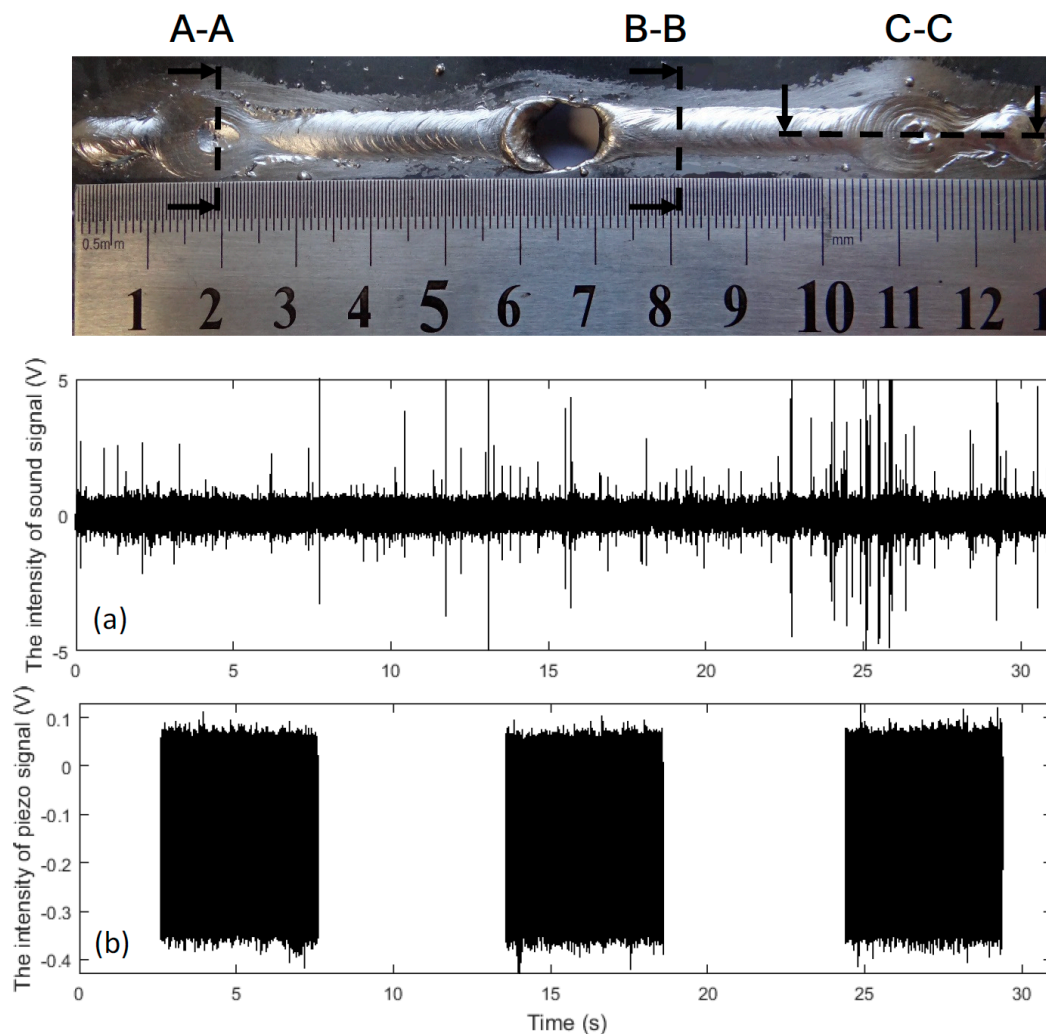 A-A B-B C-C
0.5mm mm
1 2 3 4 5 6 7 8 9 10 11 12 1
The intensity of sound signal (V)
5
0
-5
(a)
0 5 10 15 20 25 30
The intensity of piezo signal (V)
0.1
0
-0.1
-0.2
-0.3
-0.4
(b)
0 5 10 15 20 25 30
Time (s)